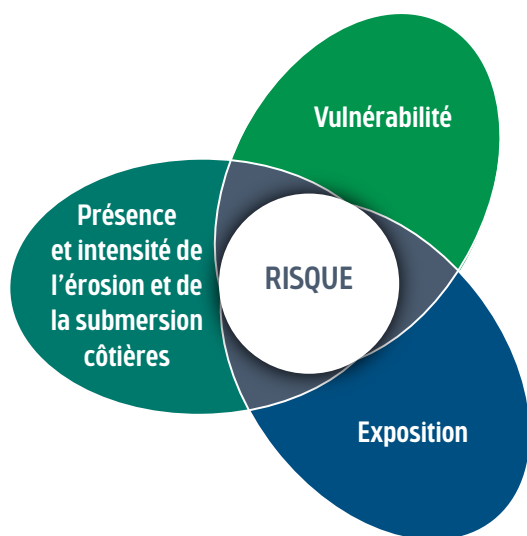 Vulnérabilité
Présence
et intensité de
l'érosion et de
la submersion
côtières
RISQUE
Exposition